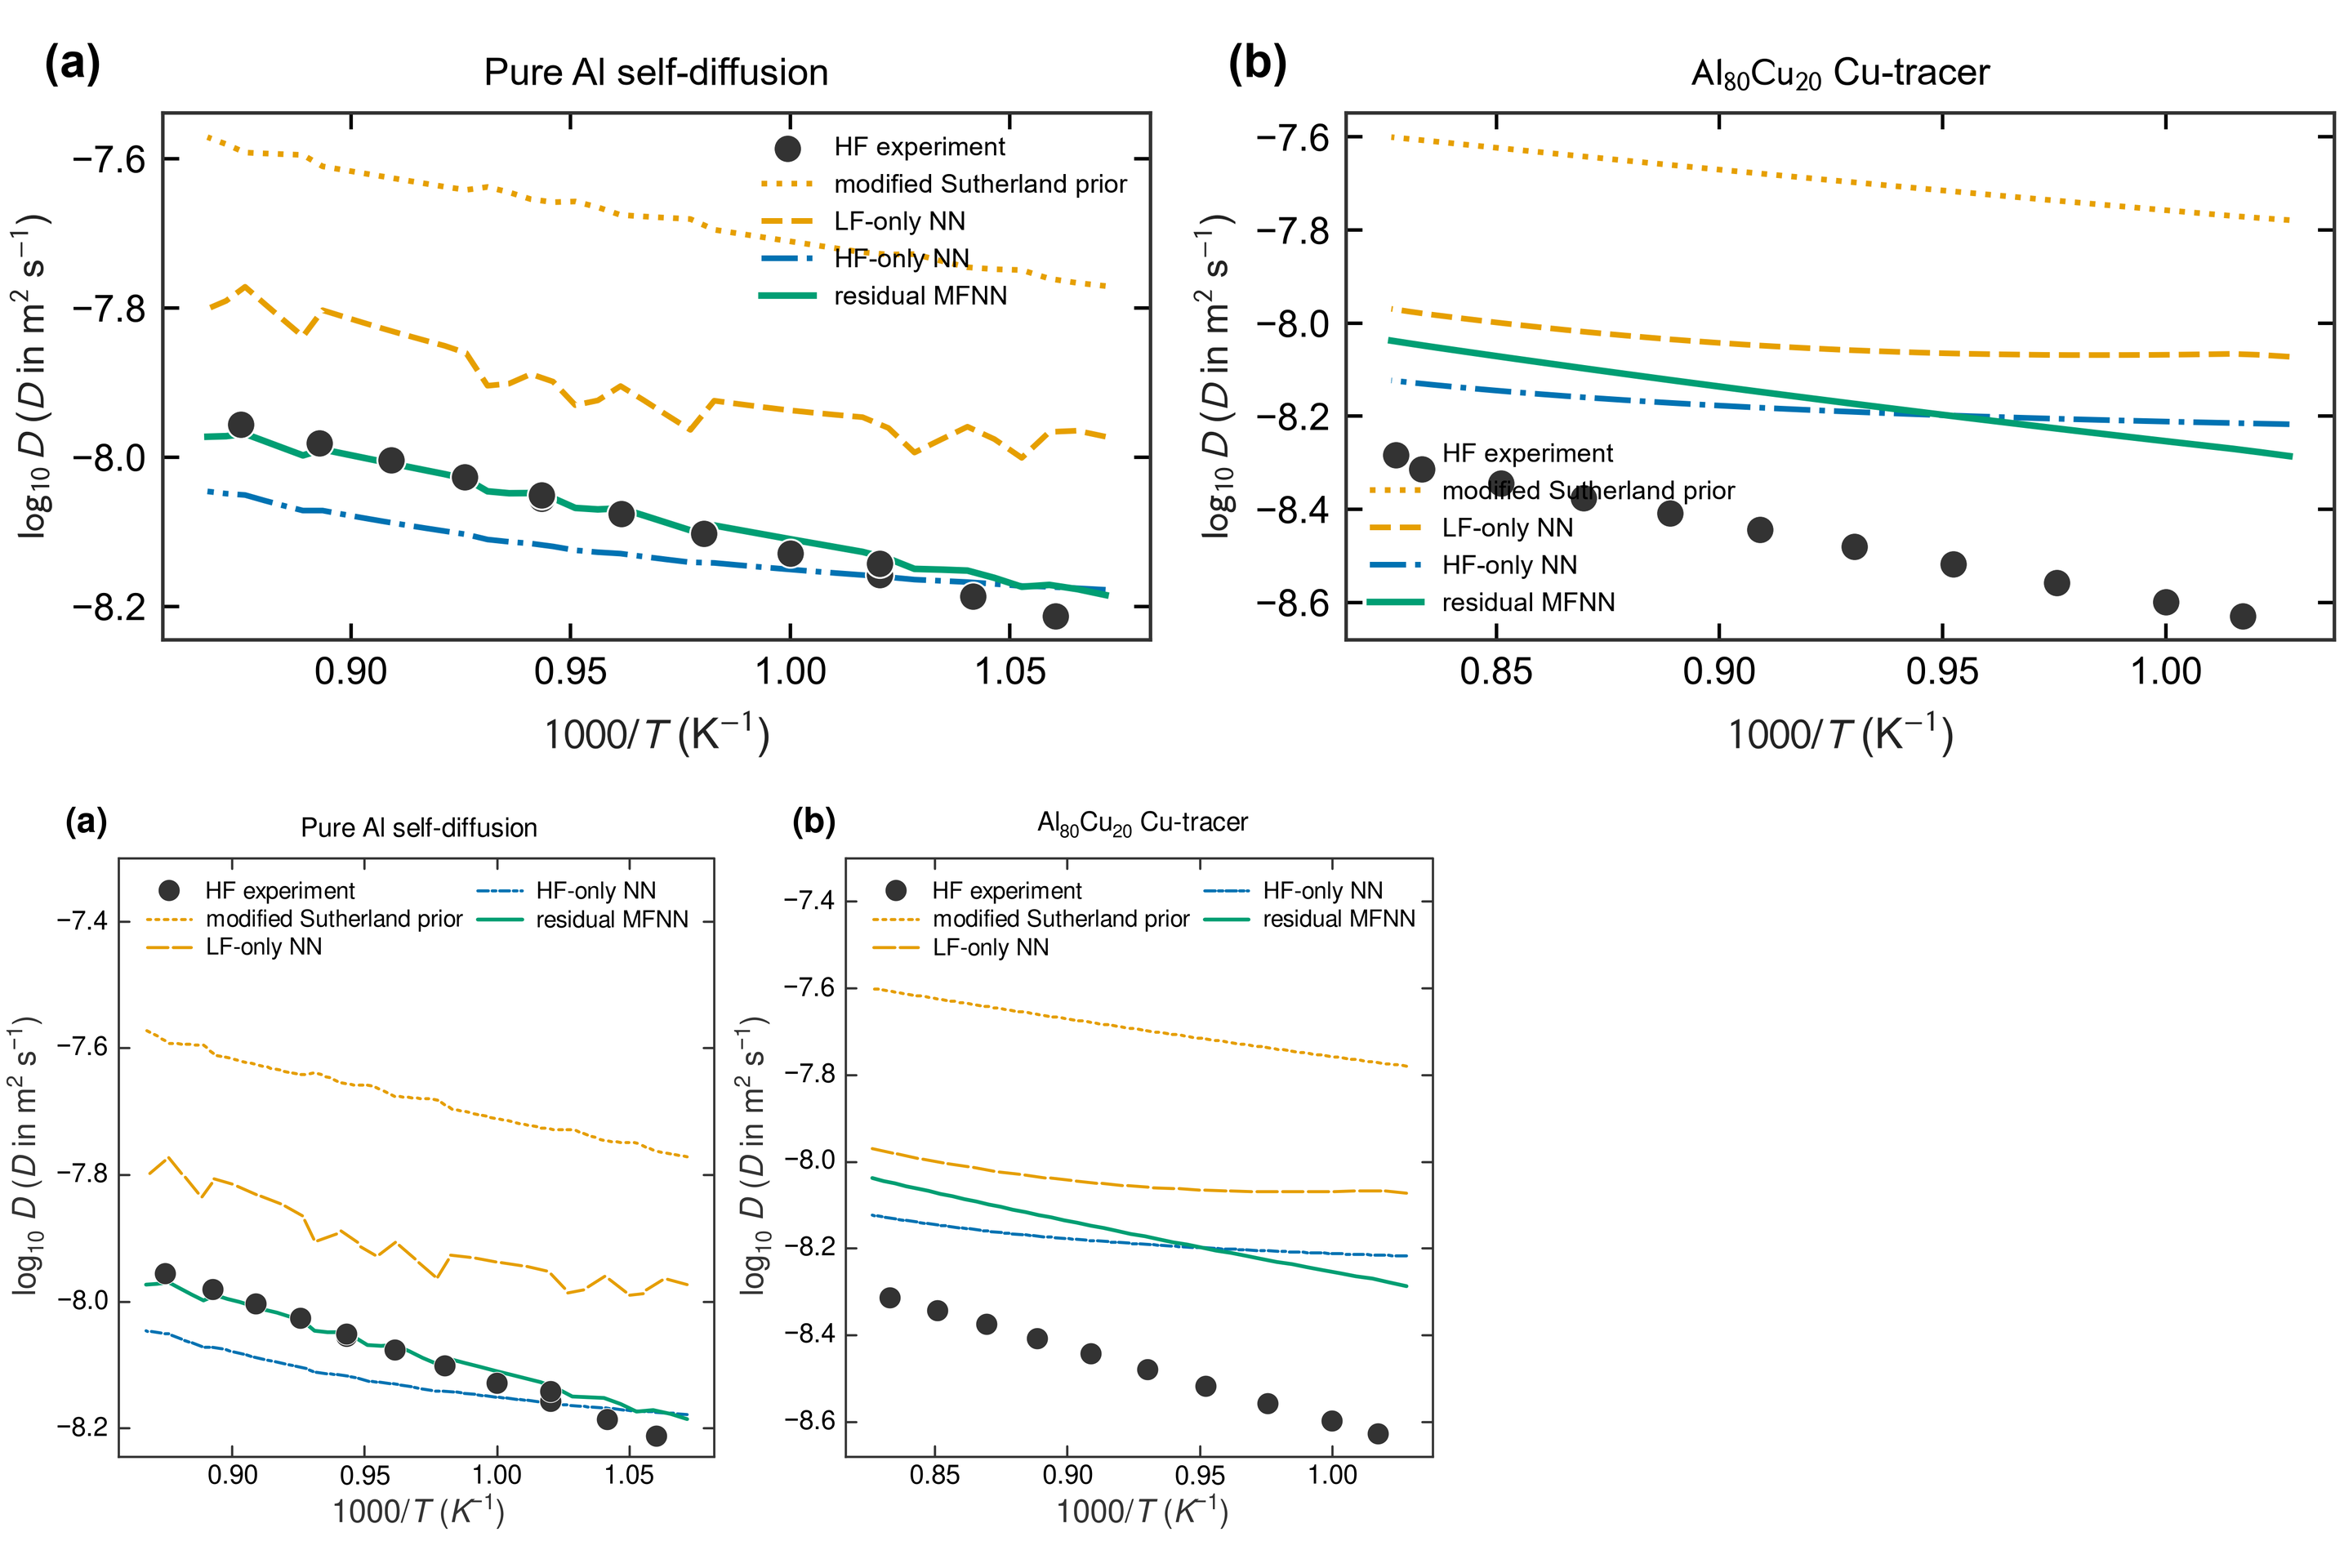 (a)
Pure Al self-diffusion
−7.6
−7.8
−8.0
−8.2
log₁₀ D (D in m² s⁻¹)
HF experiment
modified Sutherland prior
LF-only NN
HF-only NN
residual MFNN
0.90 0.95 1.00 1.05
1000/T (K⁻¹)
(b)
Al₈₀Cu₂₀ Cu-tracer
−7.6
−7.8
−8.0
−8.2
−8.4
−8.6
log₁₀ D (D in m² s⁻¹)
HF experiment
modified Sutherland prior
LF-only NN
HF-only NN
residual MFNN
0.85 0.90 0.95 1.00
1000/T (K⁻¹)
(a)
Pure Al self-diffusion
HF experiment
modified Sutherland prior
LF-only NN
HF-only NN
residual MFNN
−7.4
−7.6
−7.8
−8.0
−8.2
log₁₀ D (D in m² s⁻¹)
0.90 0.95 1.00 1.05
1000/T (K⁻¹)
(b)
Al₈₀Cu₂₀ Cu-tracer
HF experiment
modified Sutherland prior
LF-only NN
HF-only NN
residual MFNN
−7.4
−7.6
−7.8
−8.0
−8.2
−8.4
−8.6
log₁₀ D (D in m² s⁻¹)
0.85 0.90 0.95 1.00
1000/T (K⁻¹)